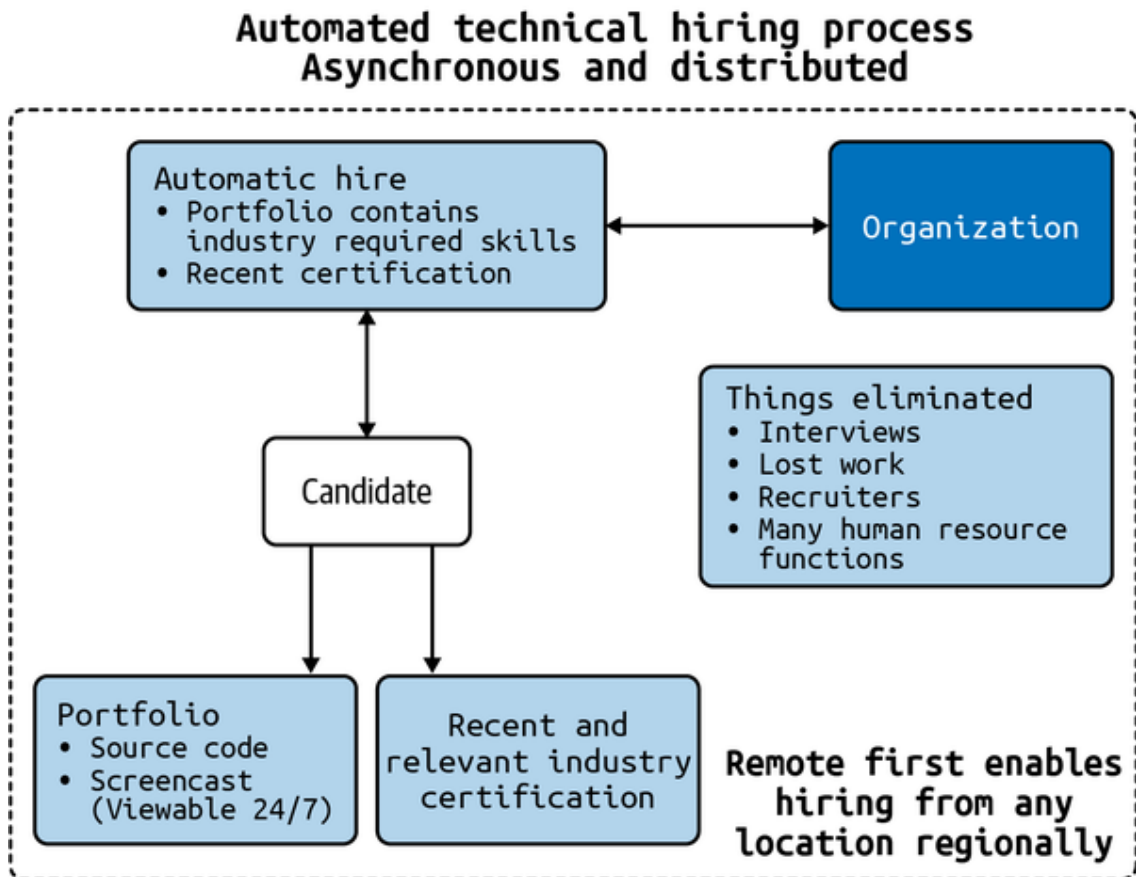 Automated technical hiring process
Asynchronous and distributed
Automatic hire
• Portfolio contains
industry required skills
• Recent certification
Organization
Things eliminated
• Interviews
• Lost work
• Recruiters
• Many human resource
functions
Candidate
Portfolio
• Source code
• Screencast
(Viewable 24/7)
Recent and
relevant industry
certification
Remote first enables
hiring from any
location regionally